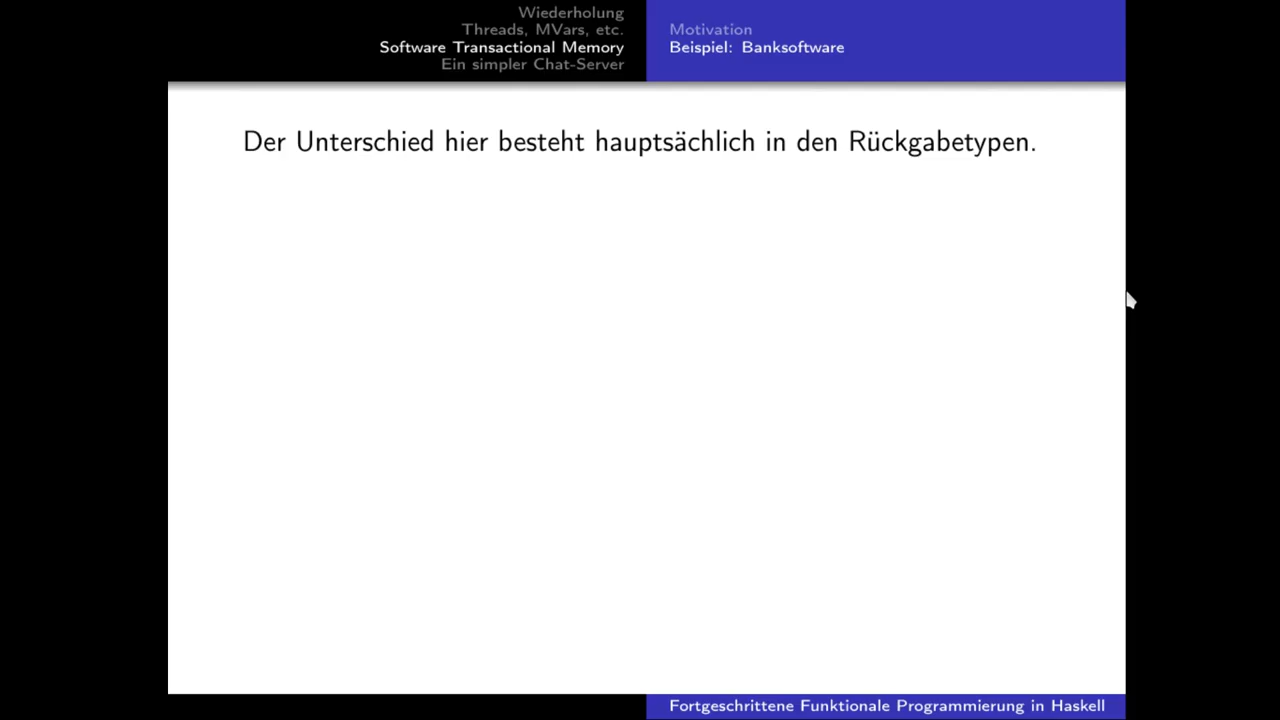 Wiederholung
Threads, MVars, etc.
Software Transactional Memory
Ein simpler Chat-Server
Motivation
Beispiel: Banksoftware
Der Unterschied hier besteht hauptsächlich in den Rückgabetypen.
Fortgeschrittene Funktionale Programmierung in Haskell